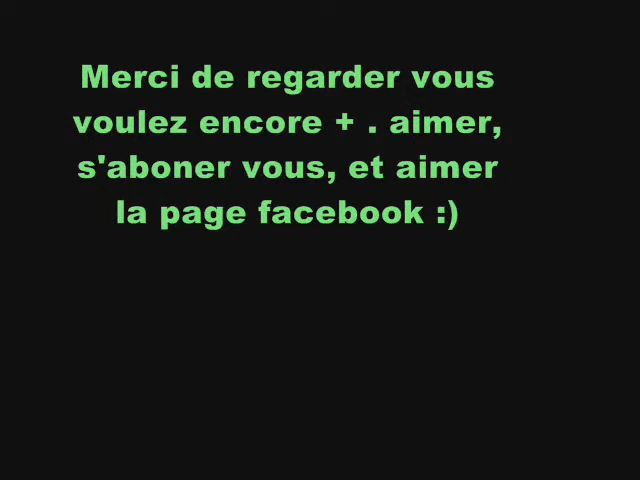 Merci de regarder vous
voulez encore + . aimer,
s'aboner vous, et aimer
la page facebook :)